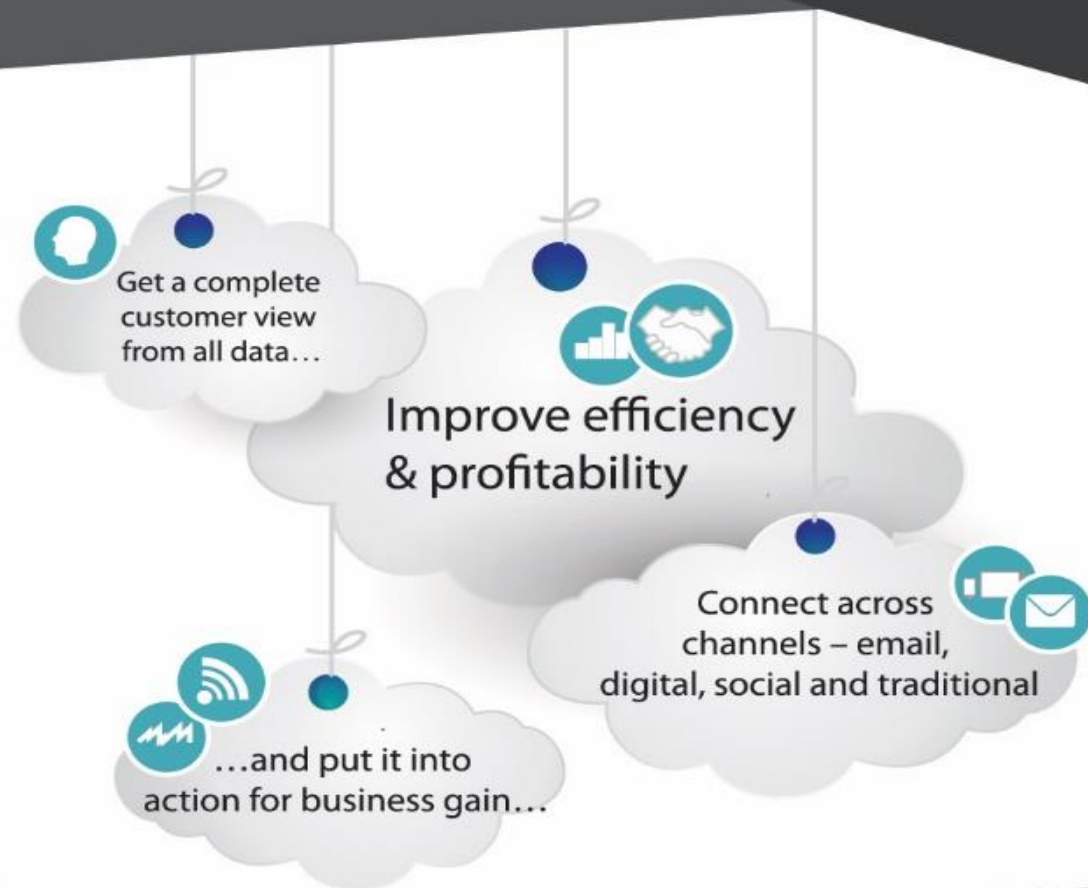 Get a complete
customer view
from all data…
Improve efficiency
& profitability
Connect across
channels – email,
digital, social and traditional
…and put it into
action for business gain…